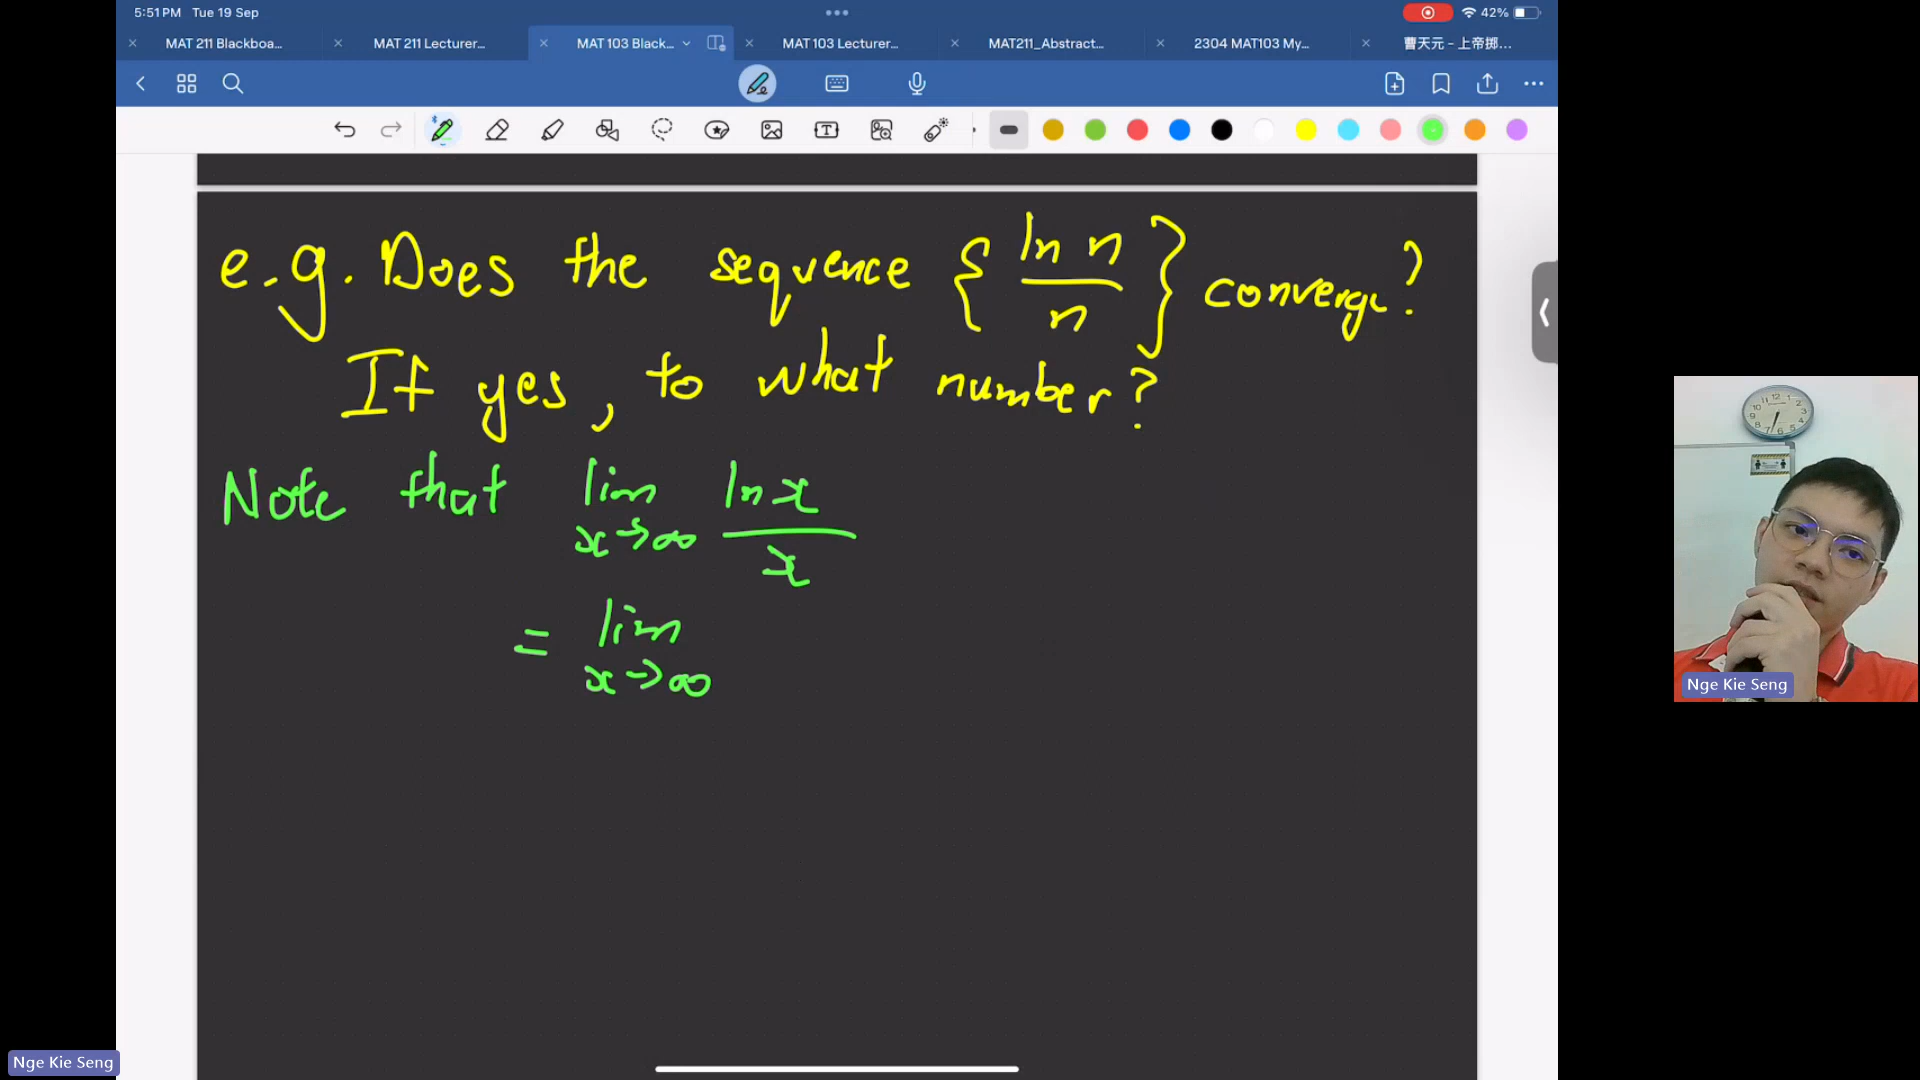 5:51 PM Tue 19 Sep
42%
MAT 211 Blackboa...
MAT 211 Lecturer...
MAT 103 Black...
MAT 103 Lecturer...
MAT211_Abstract...
2304 MAT103 My...
曹天元 - 上帝掷...
e.g. Does the sequence { ln n / n } converge?
If yes, to what number?
Note that lim x→∞ ln x / x
= lim x→∞
Nge Kie Seng
Nge Kie Seng